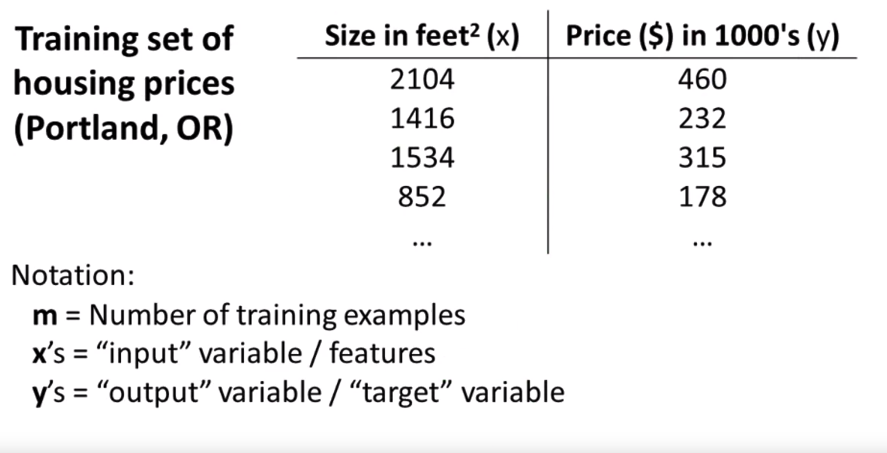 Training set of
housing prices
(Portland, OR)
Size in feet² (x) Price ($) in 1000's (y)
2104 460
1416 232
1534 315
852 178
... ...
Notation:
m = Number of training examples
x’s = “input” variable / features
y’s = “output” variable / “target” variable